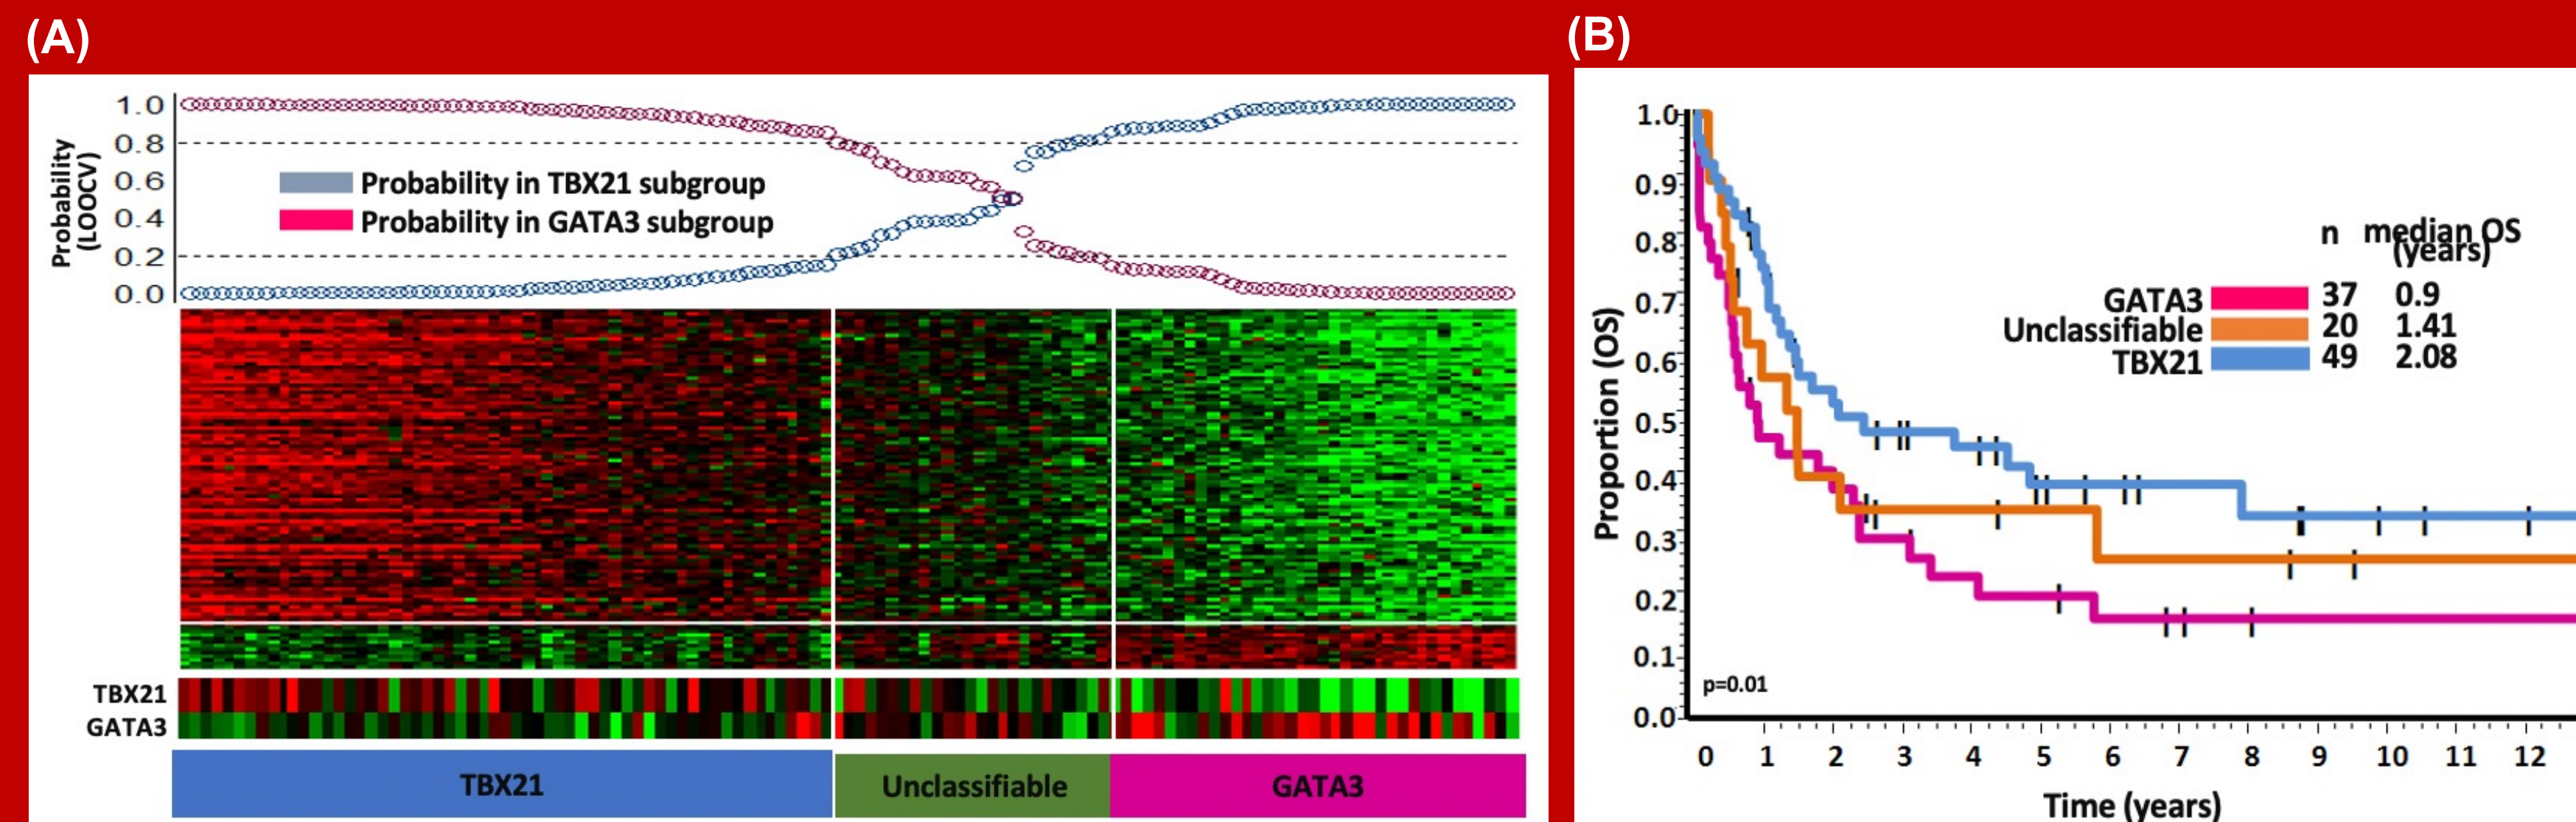 (A)
1.0
0.8
0.6
0.4
0.2
0.0
Probability
(LOOCV)
Probability in TBX21 subgroup
Probability in GATA3 subgroup
TBX21
GATA3
TBX21 Unclassifiable GATA3
(B)
1.0
0.9
0.8
0.7
0.6
0.5
0.4
0.3
0.2
0.1
0.0
Proportion (OS)
n median OS
(years)
GATA3 37 0.9
Unclassifiable 20 1.41
TBX21 49 2.08
p=0.01
0 1 2 3 4 5 6 7 8 9 10 11 12
Time (years)